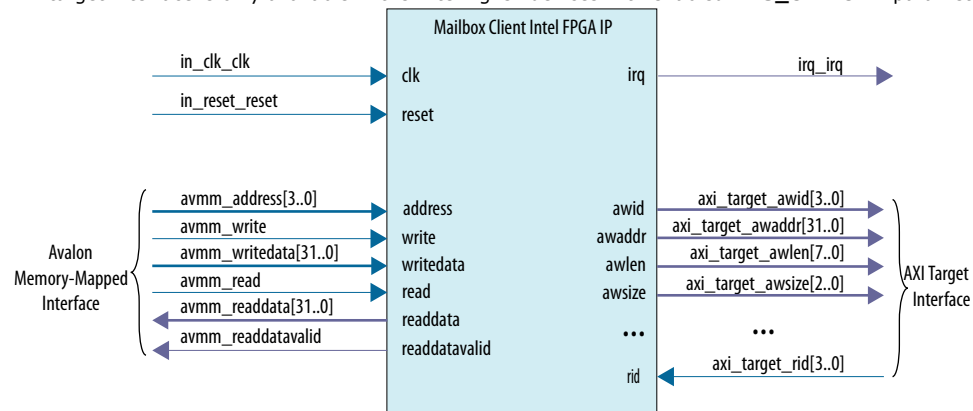 Mailbox Client Intel FPGA IP
in_clk_clk
clk
irq
irq_irq
in_reset_reset
reset
avmm_address[3..0]
address
awid
axi_target_awid[3..0]
avmm_write
write
awaddr
axi_target_awaddr[31..0]
avmm_writedata[31..0]
writedata
awlen
axi_target_awlen[7..0]
avmm_read
read
awsize
axi_target_awsize[2..0]
avmm_readdata[31..0]
readdata
...
...
avmm_readdatavalid
readdatavalid
rid
axi_target_rid[3..0]
Avalon
Memory-Mapped
Interface
AXI Target
Interface